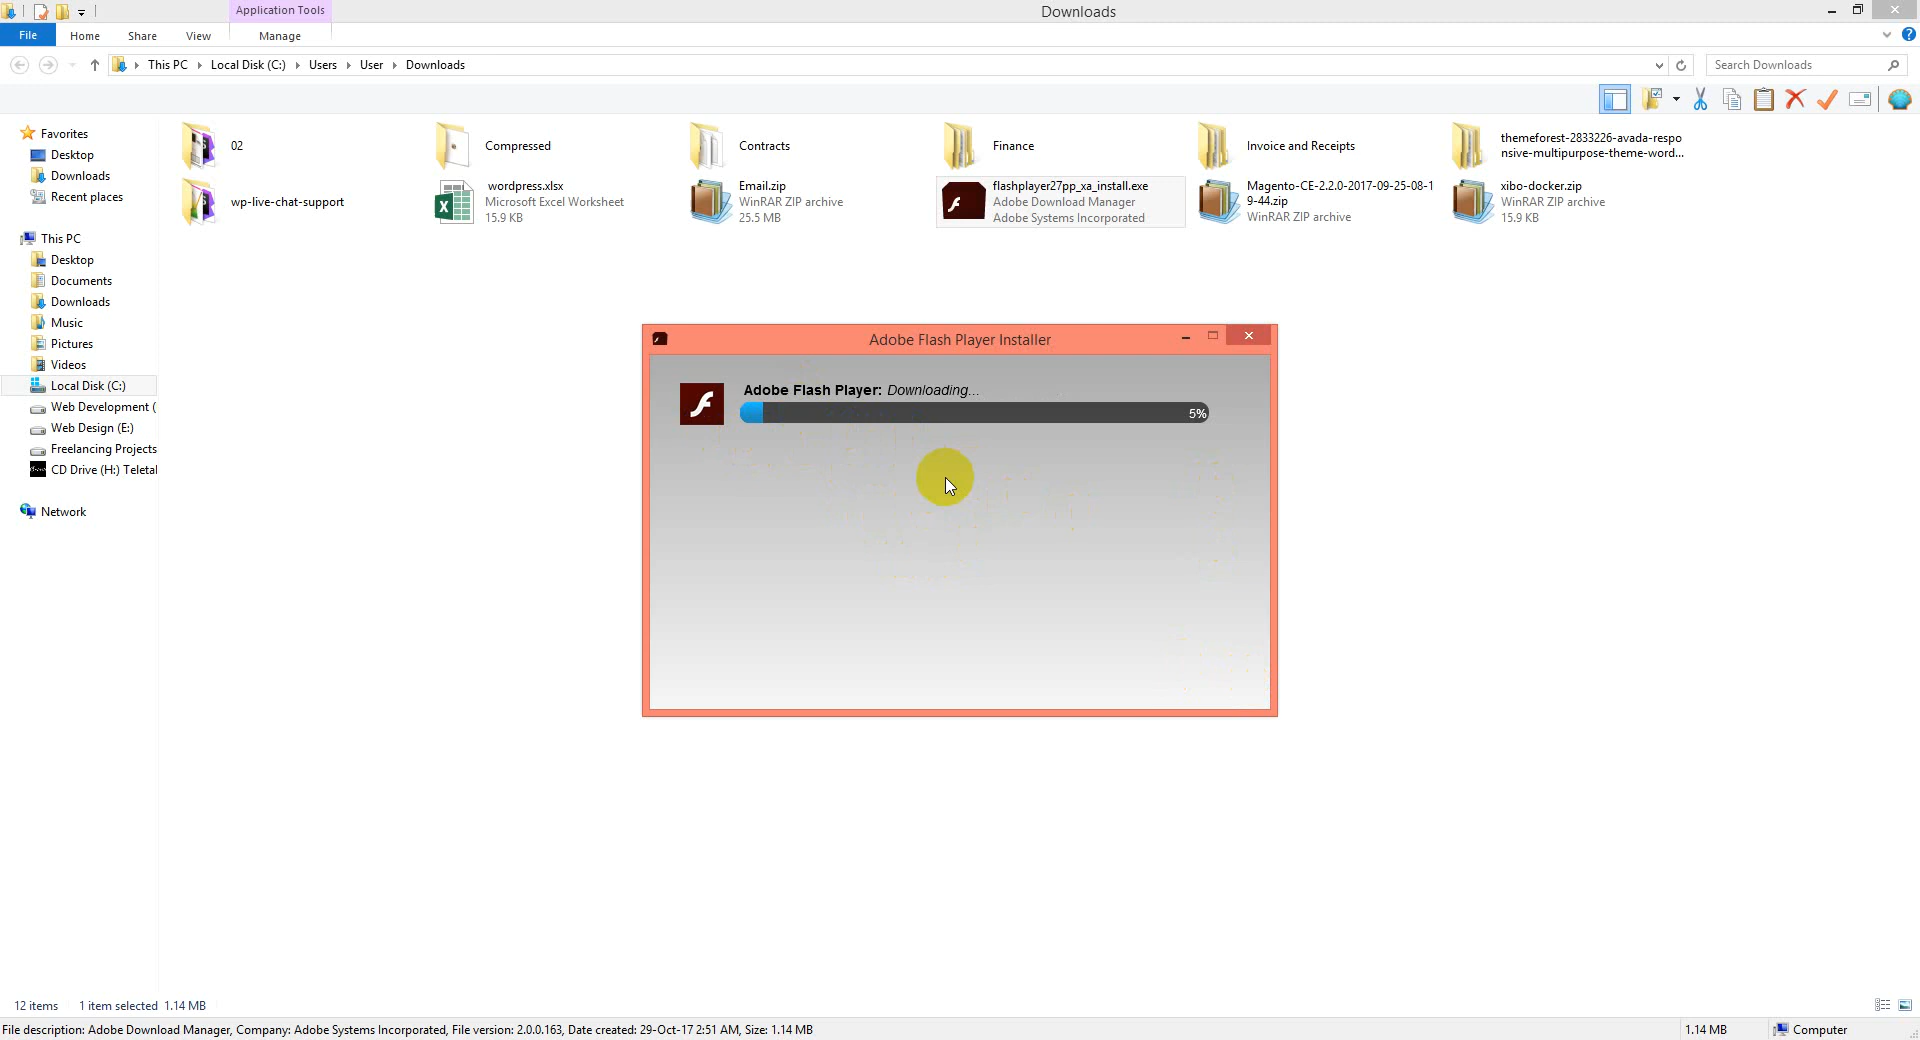 Application Tools
Downloads
File
Home
Share
View
Manage
This PC
Local Disk (C:)
Users
User
Downloads
Search Downloads
Favorites
Desktop
Downloads
Recent places
This PC
Desktop
Documents
Downloads
Music
Pictures
Videos
Local Disk (C:)
Web Development (
Web Design (E:)
Freelancing Projects
CD Drive (H:) Teletal
Network
02
Compressed
Contracts
Finance
Invoice and Receipts
themeforest-2833226-avada-respo
nsive-multipurpose-theme-word...
wp-live-chat-support
wordpress.xlsx
Microsoft Excel Worksheet
15.9 KB
Email.zip
WinRAR ZIP archive
25.5 MB
flashplayer27pp_xa_install.exe
Adobe Download Manager
Adobe Systems Incorporated
Magento-CE-2.2.0-2017-09-25-08-1
9-44.zip
WinRAR ZIP archive
xibo-docker.zip
WinRAR ZIP archive
15.9 KB
Adobe Flash Player Installer
Adobe Flash Player: Downloading...
5%
12 items
1 item selected 1.14 MB
File description: Adobe Download Manager, Company: Adobe Systems Incorporated, File version: 2.0.0.163, Date created: 29-Oct-17 2:51 AM, Size: 1.14 MB
1.14 MB
Computer